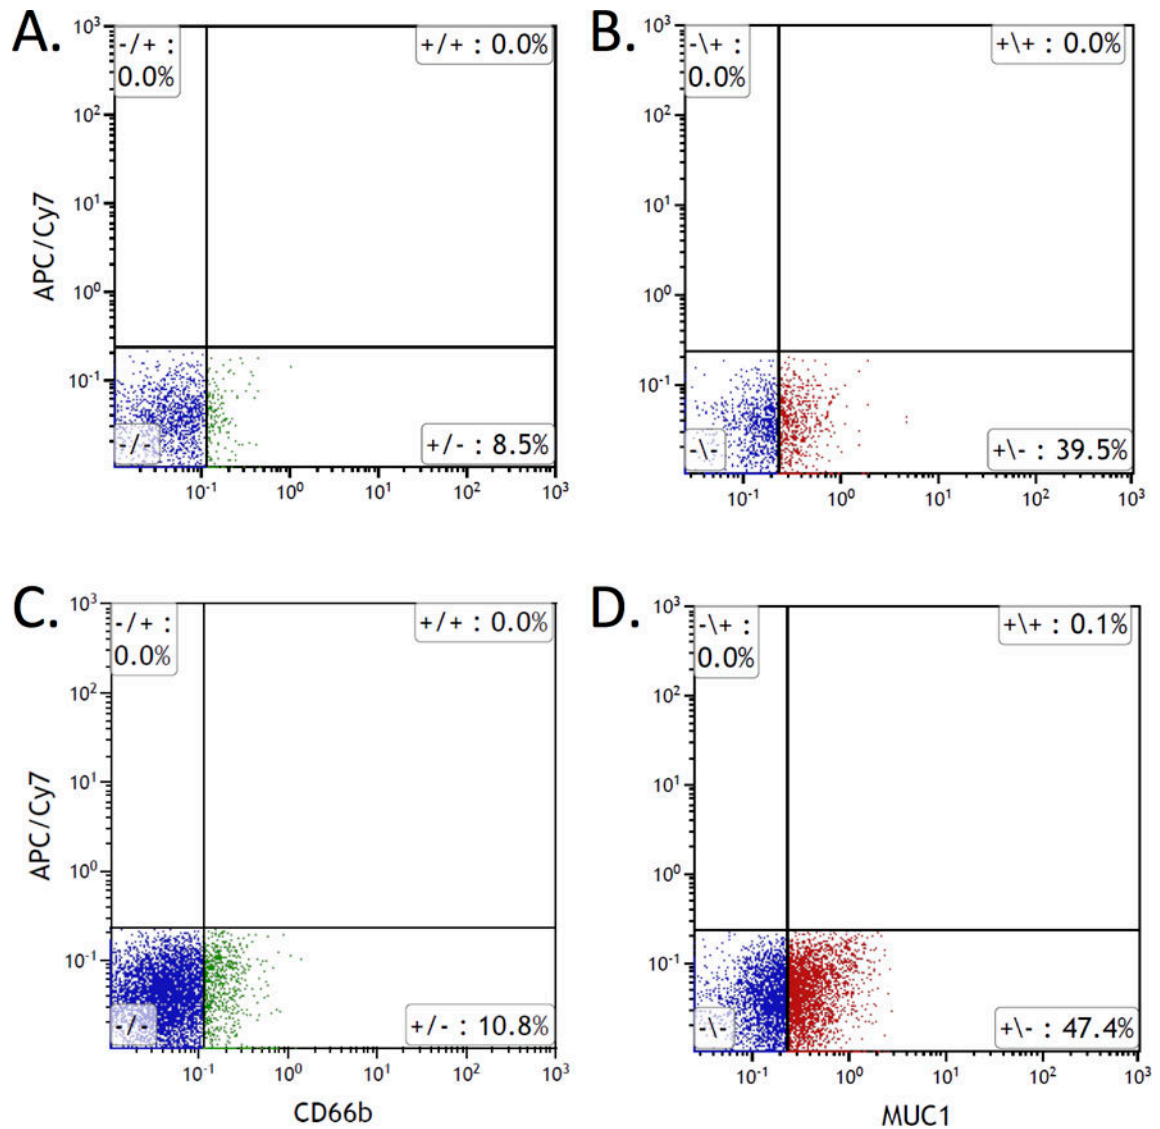 A.
10³
10²
10¹
10⁰
10⁻¹
APC/Cy7
-/+ :
0.0%
+/+ : 0.0%
-/-
+/- : 8.5%
10⁻¹ 10⁰ 10¹ 10² 10³
B.
10³
10²
10¹
10⁰
10⁻¹
-\+ :
0.0%
+\+ : 0.0%
-\-
+\- : 39.5%
10⁻¹ 10⁰ 10¹ 10² 10³
C.
10³
10²
10¹
10⁰
10⁻¹
APC/Cy7
-/+ :
0.0%
+/+ : 0.0%
-/-
+/- : 10.8%
10⁻¹ 10⁰ 10¹ 10² 10³
CD66b
D.
10³
10²
10¹
10⁰
10⁻¹
-\+ :
0.0%
+\+ : 0.1%
-\-
+\- : 47.4%
10⁻¹ 10⁰ 10¹ 10² 10³
MUC1